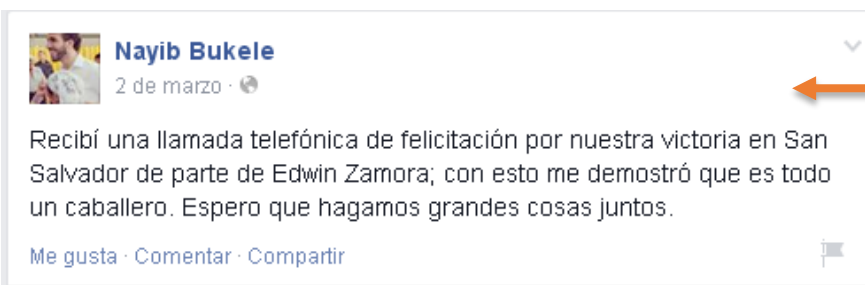 Nayib Bukele
2 de marzo ·
Recibí una llamada telefónica de felicitación por nuestra victoria en San
Salvador de parte de Edwin Zamora; con esto me demostró que es todo
un caballero. Espero que hagamos grandes cosas juntos.
Me gusta · Comentar · Compartir